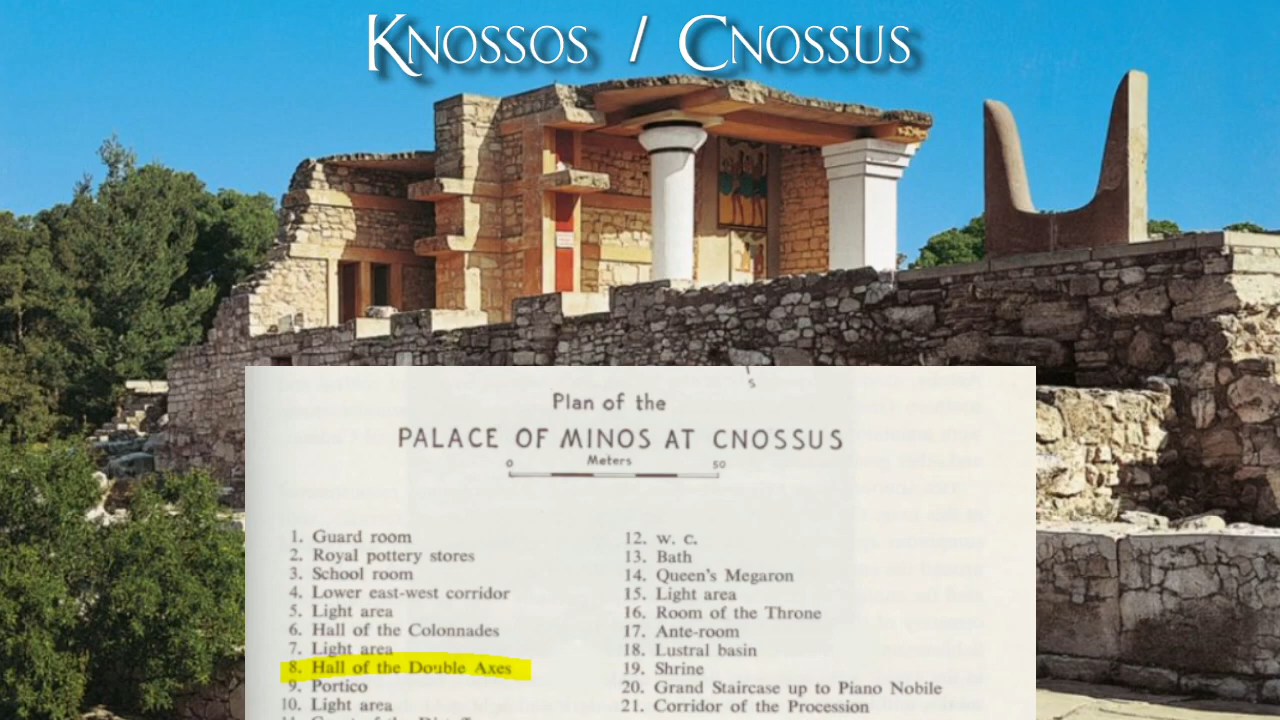 Knossos / Cnossus
5
Plan of the
PALACE OF MINOS AT CNOSSUS
0 Meters 50
1. Guard room
2. Royal pottery stores
3. School room
4. Lower east-west corridor
5. Light area
6. Hall of the Colonnades
7. Light area
8. Hall of the Double Axes
9. Portico
10. Light area
12. W. C.
13. Bath
14. Queen's Megaron
15. Light area
16. Room of the Throne
17. Ante-room
18. Lustral basin
19. Shrine
20. Grand Staircase up to Piano Nobile
21. Corridor of the Procession